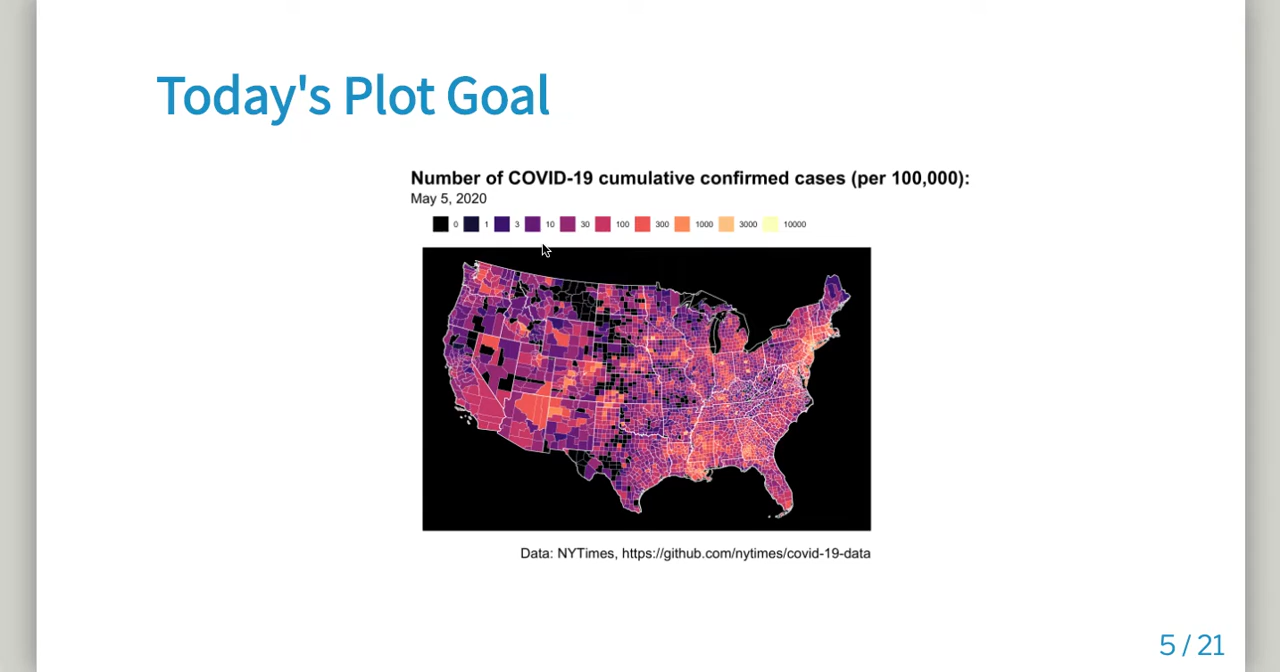 Today's Plot Goal
Number of COVID-19 cumulative confirmed cases (per 100,000):
May 5, 2020
0 1 3 10 30 100 300 1000 3000 10000
Data: NYTimes, https://github.com/nytimes/covid-19-data
5 / 21